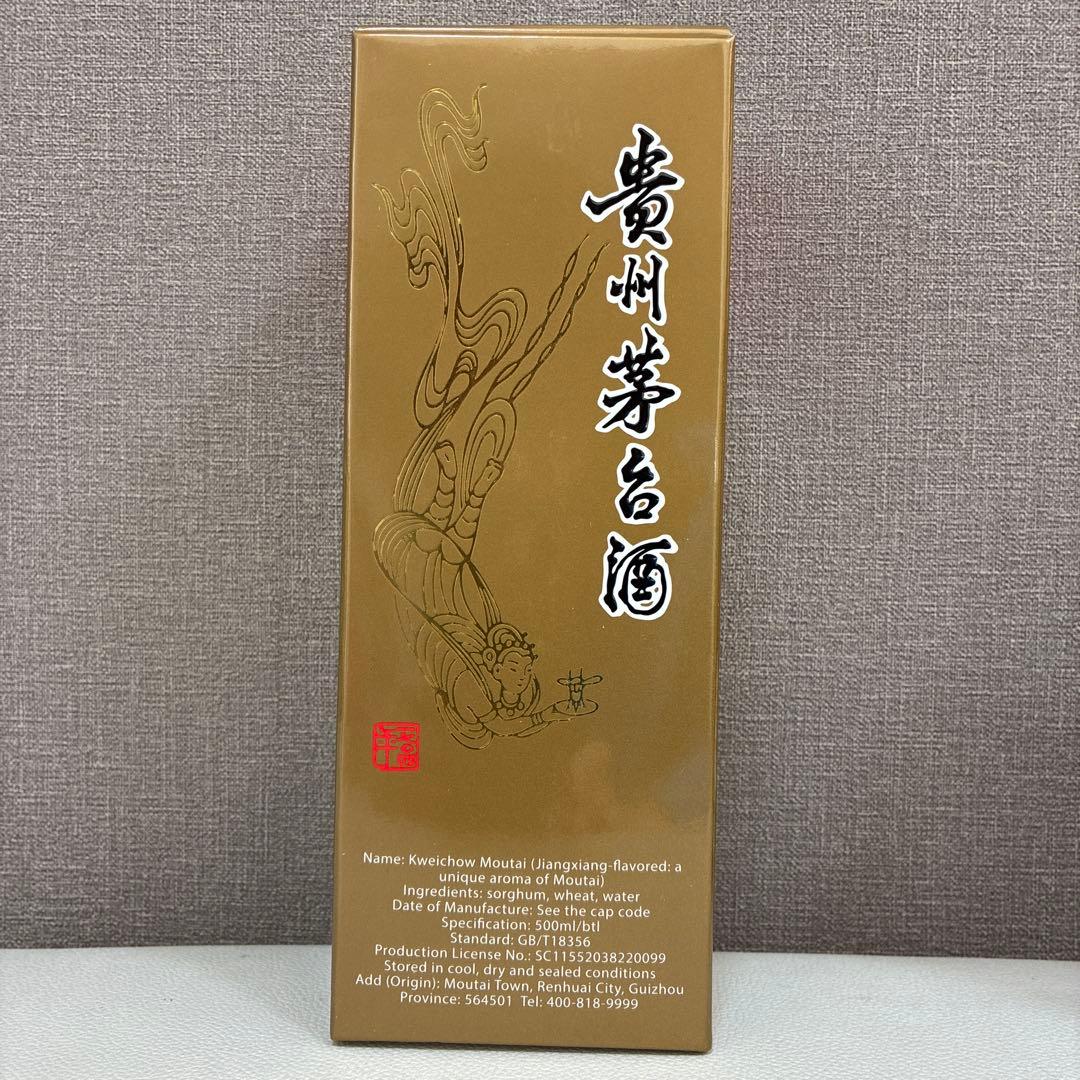 貴州茅台酒
Name: Kweichow Moutai (Jiangxiang-flavored: a
unique aroma of Moutai)
Ingredients: sorghum, wheat, water
Date of Manufacture: See the cap code
Specification: 500ml/btl
Standard: GB/T18356
Production License No.: SC11552038220099
Stored in cool, dry and sealed conditions
Add (Origin): Moutai Town, Renhuai City, Guizhou
Province: 564501 Tel: 400-818-9999